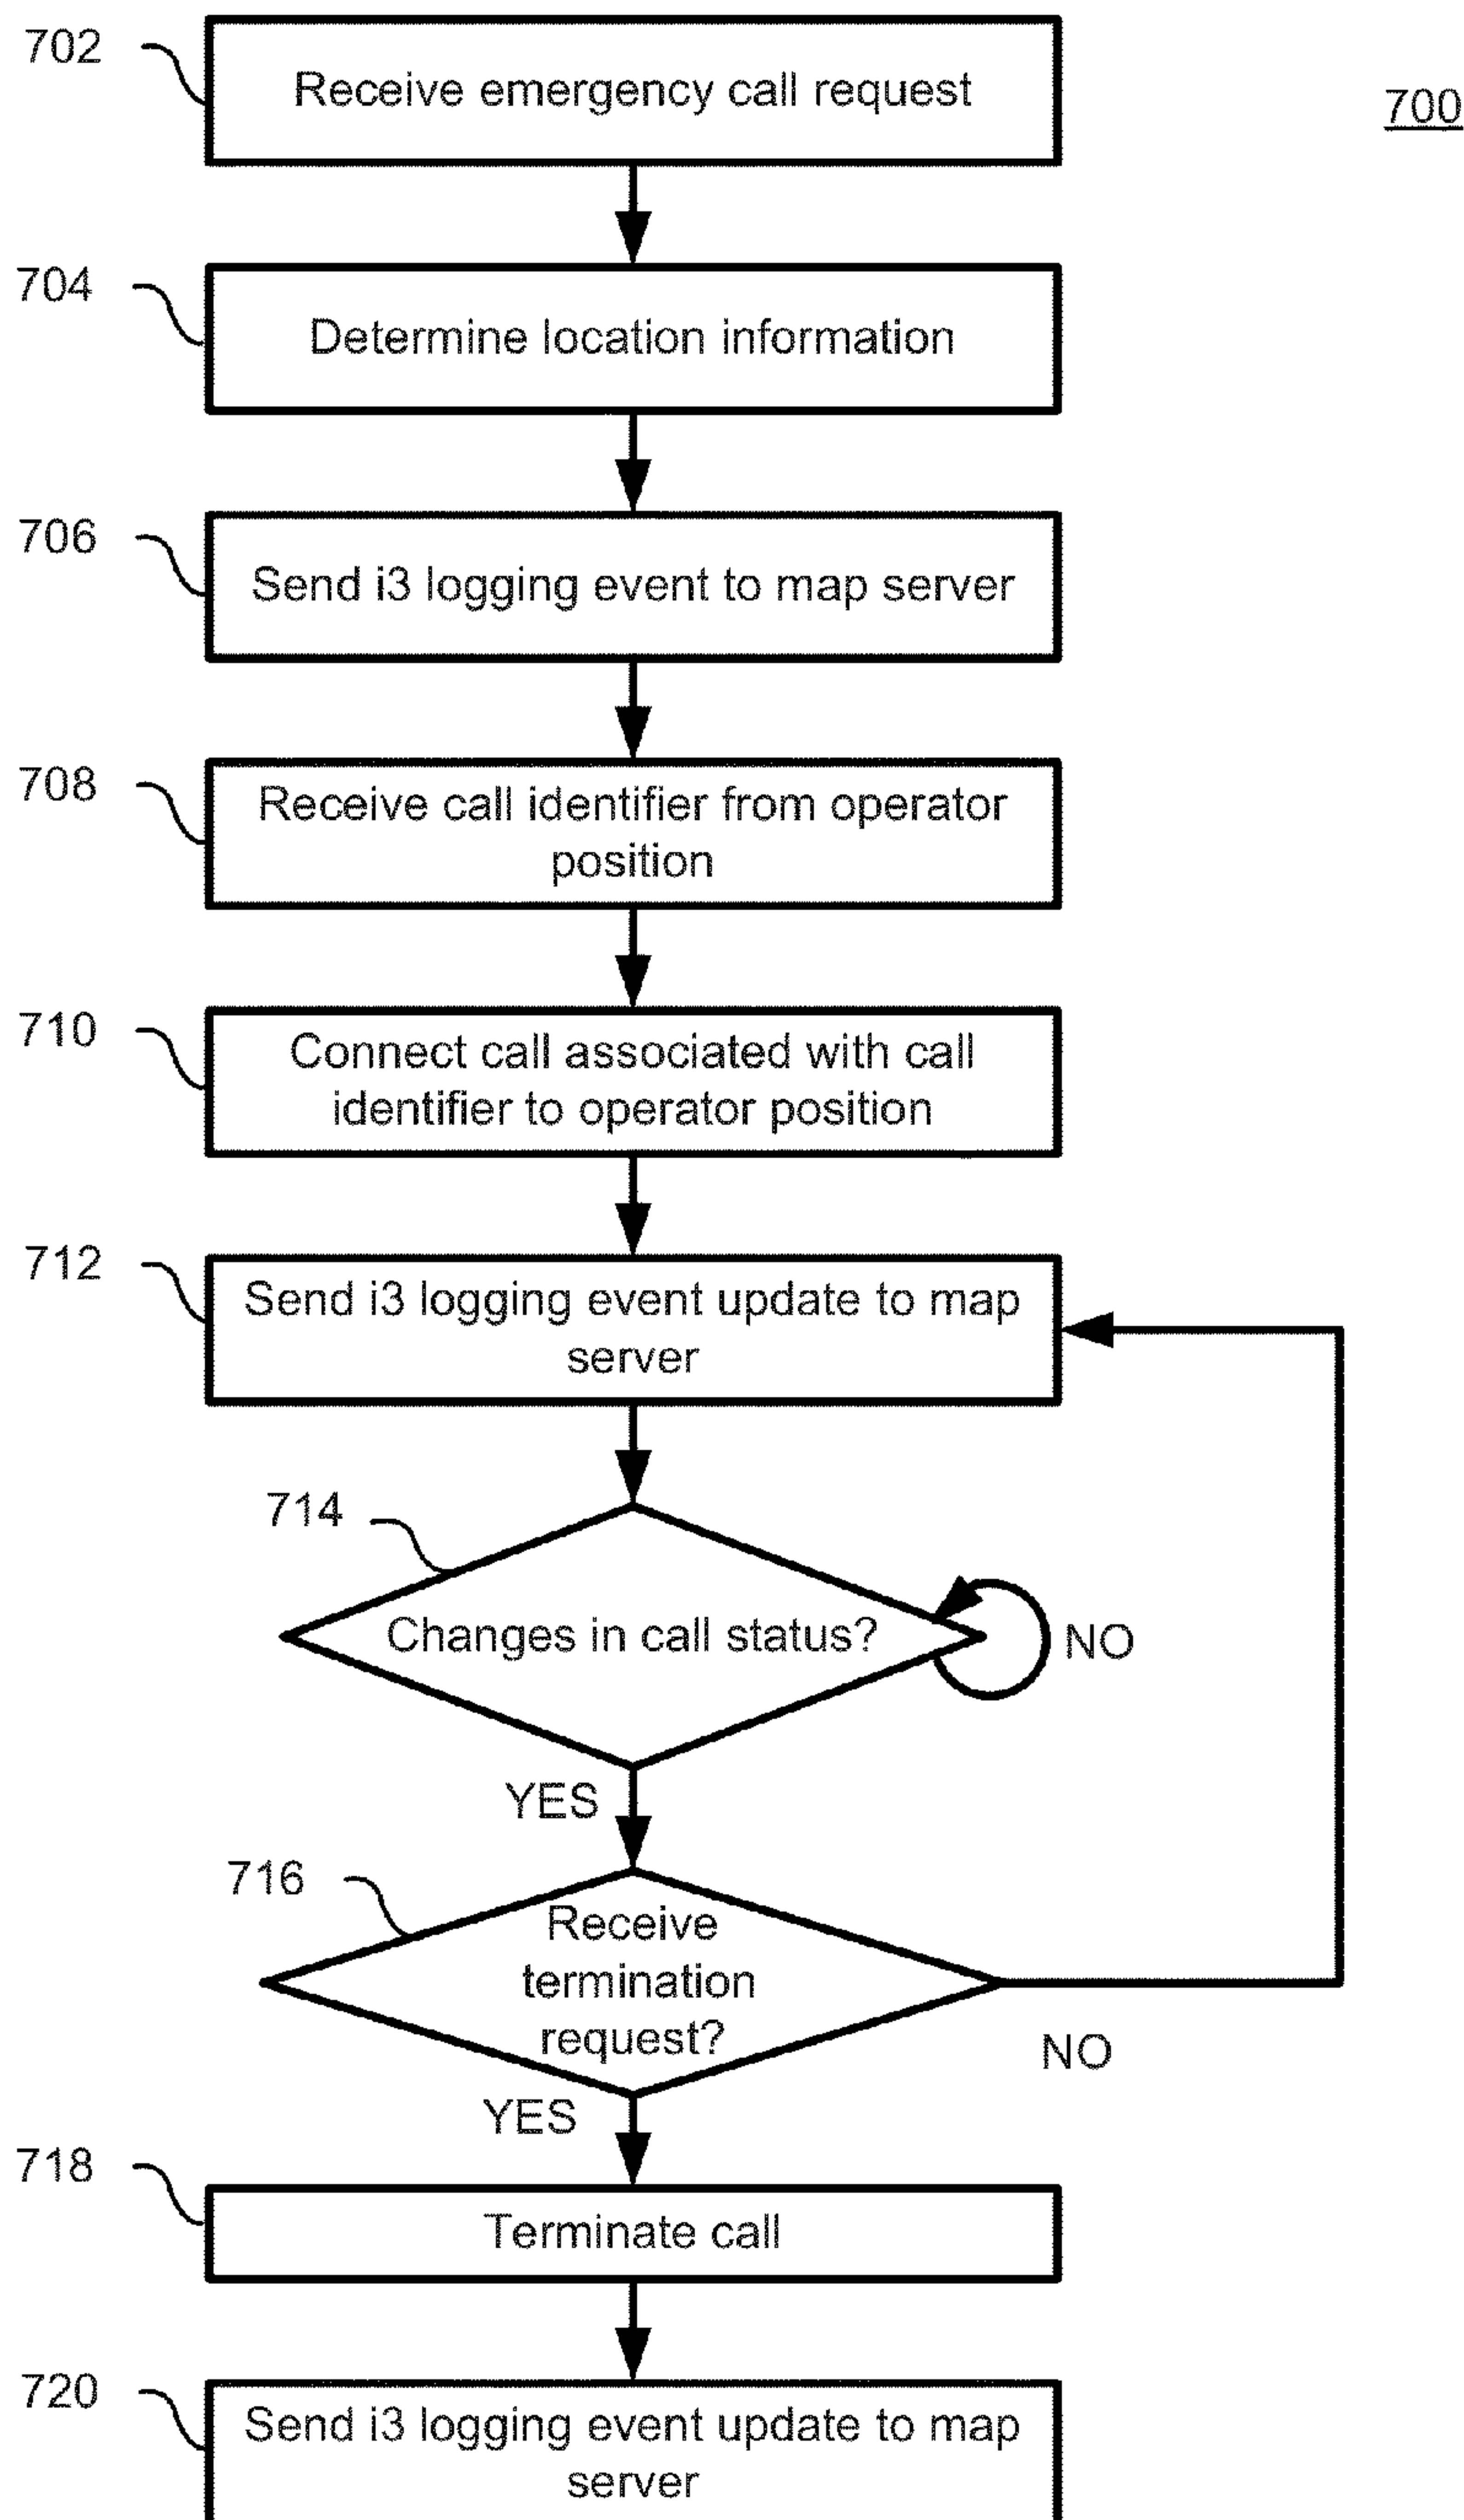 702
Receive emergency call request
700
704
Determine location information
706
Send i3 logging event to map server
708
Receive call identifier from operator
position
710
Connect call associated with call
identifier to operator position
712
Send i3 logging event update to map
server
714
Changes in call status?
NO
YES
716
Receive
termination
request?
NO
YES
718
Terminate call
720
Send i3 logging event update to map
server